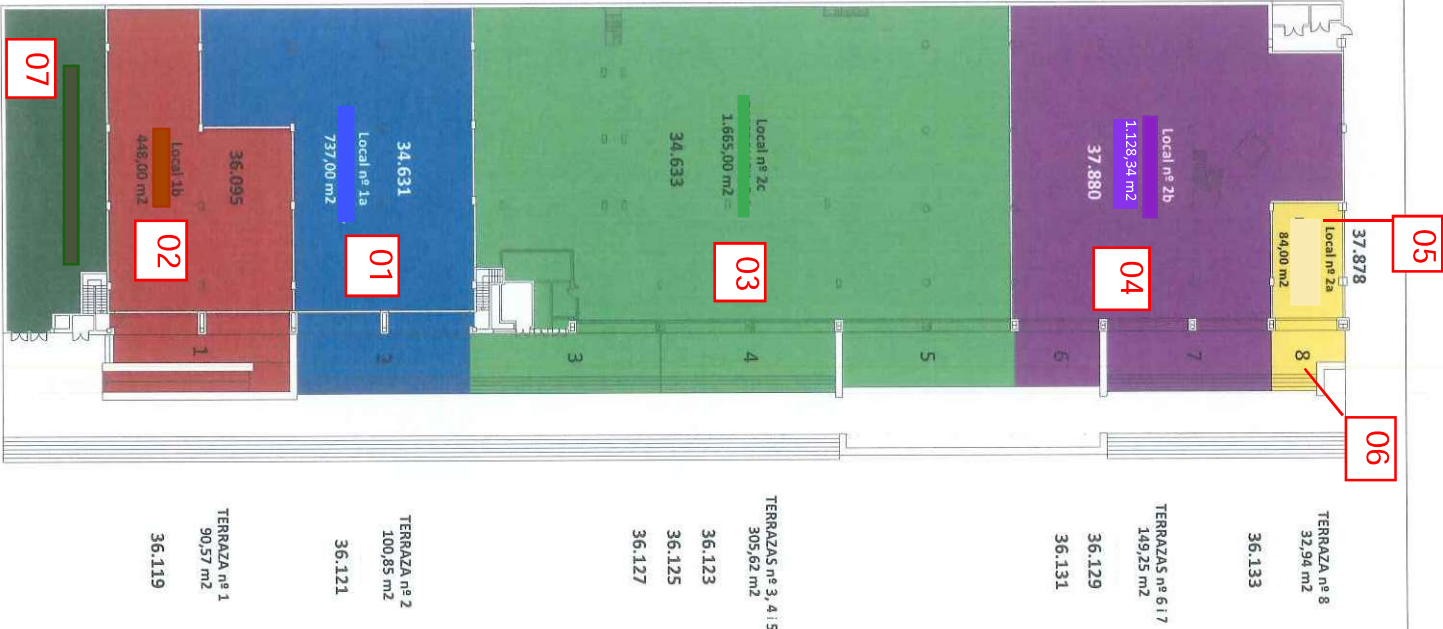 07
Local 1b
448,00 m2
36.095
02
Local nº 1a
737,00 m2
34.631
01
Local nº 2c
1.665,00 m2
34.633
03
Local nº 2b
1.128,34 m2
37.880
04
Local nº 2a
84,00 m2
37.878
05
06
1
2
3
4
5
6
7
8
TERRAZA nº 1
90,57 m2
36.119
TERRAZA nº 2
100,85 m2
36.121
TERRAZAS nº 3, 4 i 5
305,62 m2
36.123
36.125
36.127
TERRAZAS nº 6 i 7
149,25 m2
36.129
36.131
TERRAZA nº 8
32,94 m2
36.133